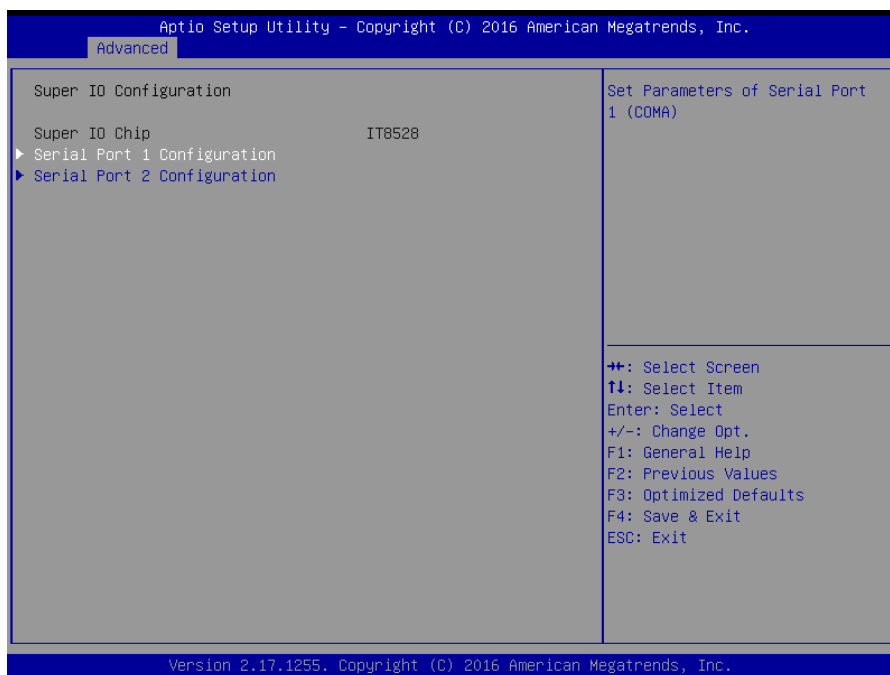 Aptio Setup Utility – Copyright (C) 2016 American Megatrends, Inc.
Advanced
Super IO Configuration
Super IO Chip IT8528
▶ Serial Port 1 Configuration
▶ Serial Port 2 Configuration
Set Parameters of Serial Port
1 (COMA)
→←: Select Screen
↑↓: Select Item
Enter: Select
+/-: Change Opt.
F1: General Help
F2: Previous Values
F3: Optimized Defaults
F4: Save & Exit
ESC: Exit
Version 2.17.1255. Copyright (C) 2016 American Megatrends, Inc.